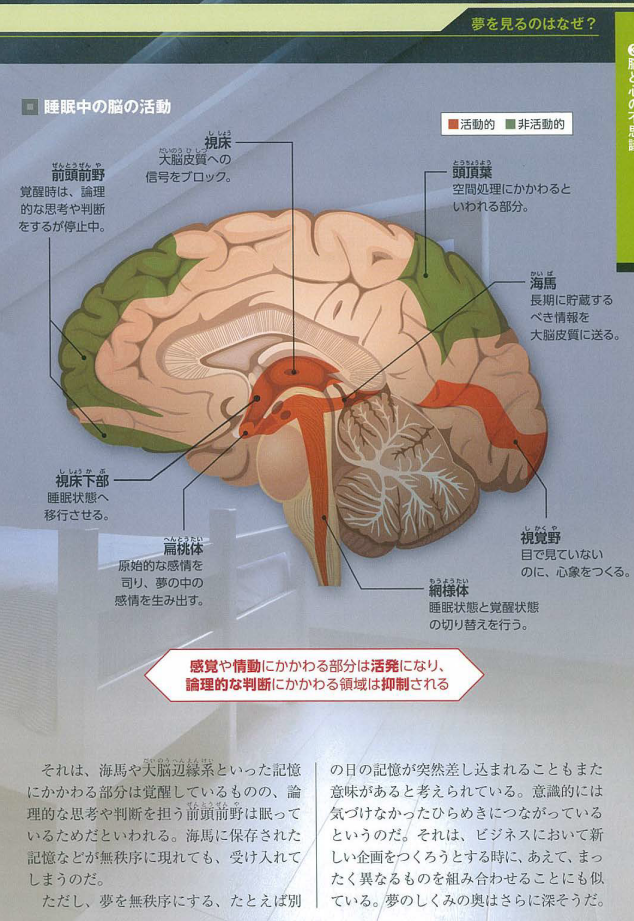 夢を見るのはなぜ？
脳と心の不思議
睡眠中の脳の活動
活動的 非活動的
視床
大脳皮質への
信号をブロック。
前頭前野
覚醒時は、論理
的な思考や判断
をするが停止中。
頭頂葉
空間処理にかかわると
いわれる部分。
海馬
長期に貯蔵する
べき情報を
大脳皮質に送る。
視床下部
睡眠状態へ
移行させる。
扁桃体
原始的な感情を
司り、夢の中の
感情を生み出す。
視覚野
目で見ていない
のに、心象をつくる。
網様体
睡眠状態と覚醒状態
の切り替えを行う。
感覚や情動にかかわる部分は活発になり、
論理的な判断にかかわる領域は抑制される
それは、海馬や大脳辺縁系といった記憶
にかかわる部分は覚醒しているものの、論
理的な思考や判断を担う前頭前野は眠って
いるためだといわれる。海馬に保存された
記憶などが無秩序に現れても、受け入れて
しまうのだ。
ただし、夢を無秩序にする、たとえば別
の日の記憶が突然差し込まれることもまた
意味があると考えられている。意識的には
気づけなかったひらめきにつながっている
というのだ。それは、ビジネスにおいて新
しい企画をつくろうとする時に、あえて、まっ
たく異なるものを組み合わせることにも似
ている。夢のしくみの奥はさらに深そうだ。